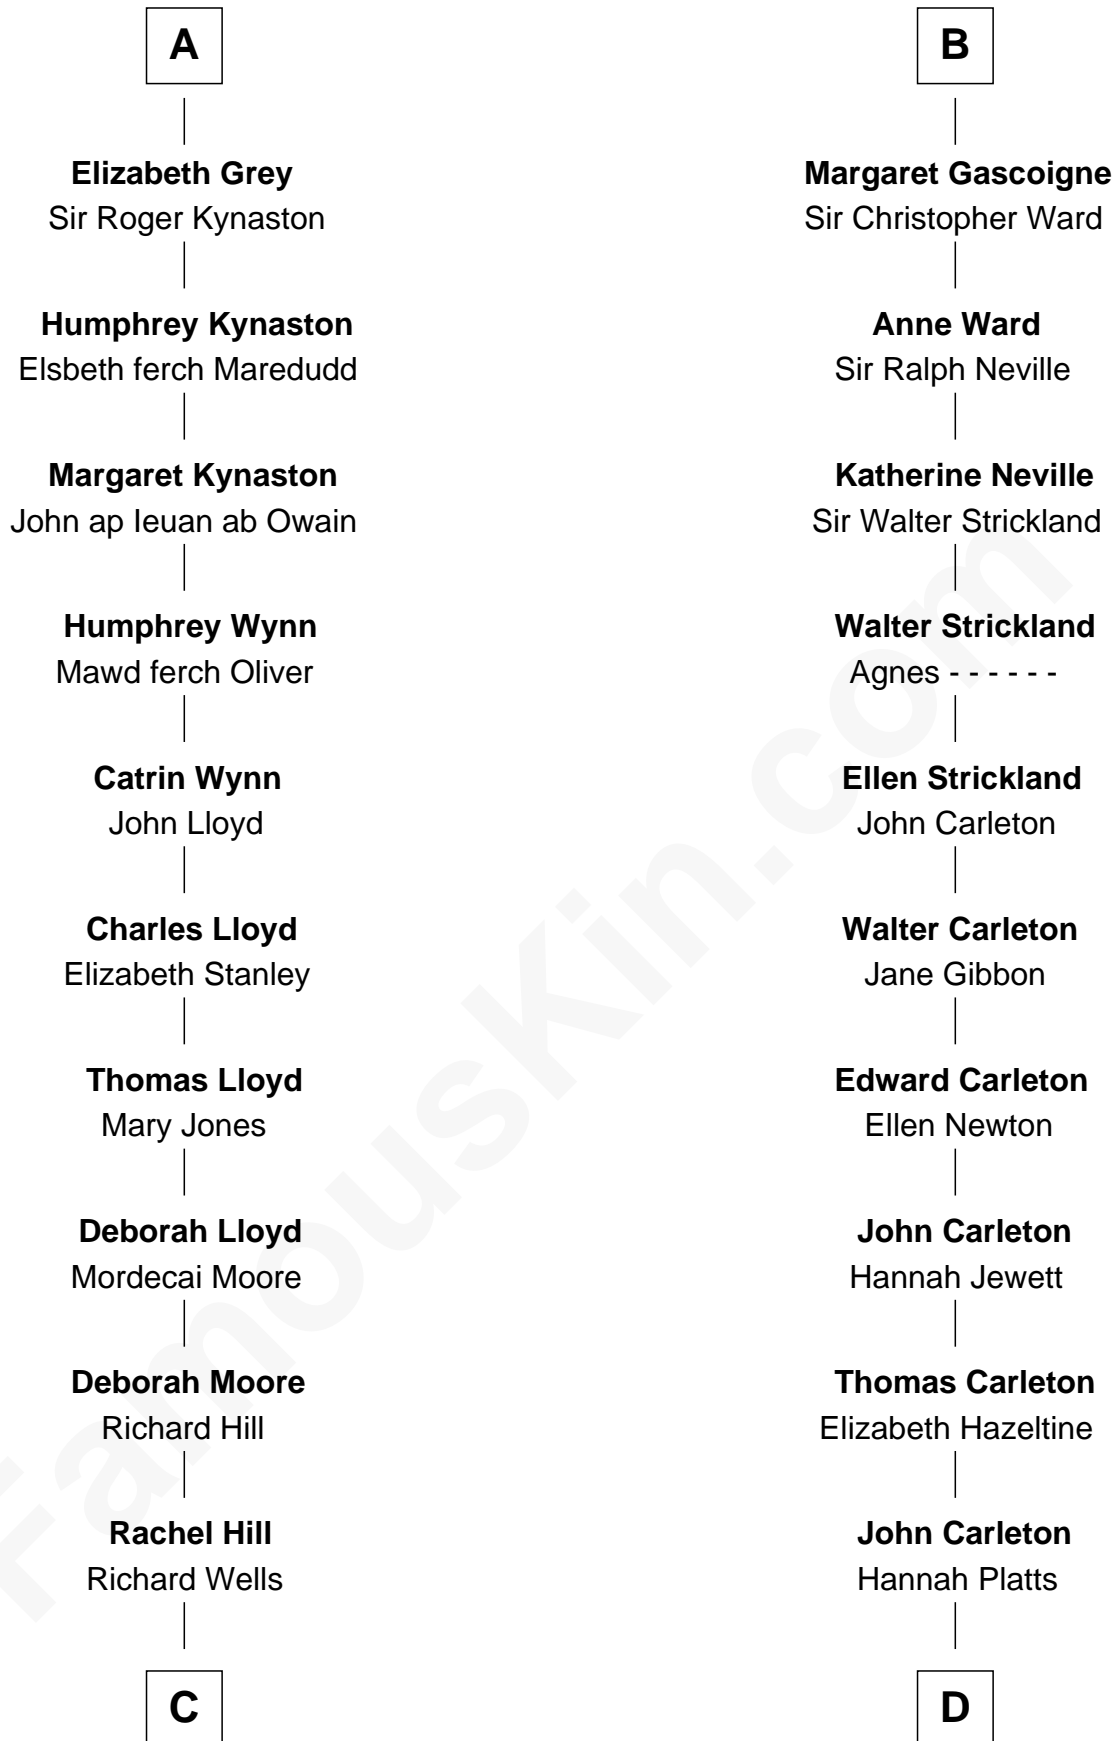 A
Elizabeth Grey
Sir Roger Kynaston
Humphrey Kynaston
Elsbeth ferch Maredudd
Margaret Kynaston
John ap Ieuan ab Owain
Humphrey Wynn
Mawd ferch Oliver
Catrin Wynn
John Lloyd
Charles Lloyd
Elizabeth Stanley
Thomas Lloyd
Mary Jones
Deborah Lloyd
Mordecai Moore
Deborah Moore
Richard Hill
Rachel Hill
Richard Wells
C
B
Margaret Gascoigne
Sir Christopher Ward
Anne Ward
Sir Ralph Neville
Katherine Neville
Sir Walter Strickland
Walter Strickland
Agnes - - - - - -
Ellen Strickland
John Carleton
Walter Carleton
Jane Gibbon
Edward Carleton
Ellen Newton
John Carleton
Hannah Jewett
Thomas Carleton
Elizabeth Hazeltine
John Carleton
Hannah Platts
D
FamousKin.com